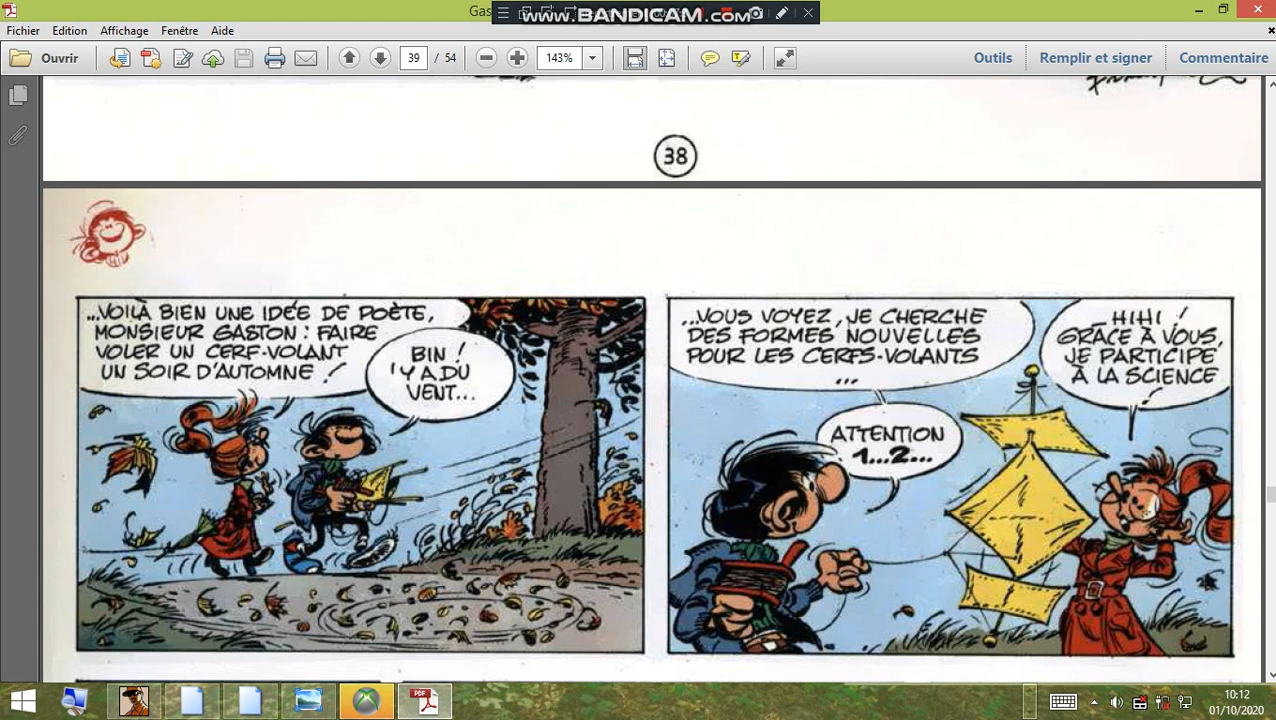 Gas
www.BANDICAM.com
Fichier Edition Affichage Fenêtre Aide
Ouvrir 39 / 54 143% Outils Remplir et signer Commentaire
38
...VOILÀ BIEN UNE IDÉE DE POÈTE,
MONSIEUR GASTON : FAIRE
VOLER UN CERF-VOLANT
UN SOIR D'AUTOMNE !
BIN !
'Y A DU
VENT...
...VOUS VOYEZ, JE CHERCHE
DES FORMES NOUVELLES
POUR LES CERFS-VOLANTS
...
ATTENTION
1...2...
HIHI !
GRÂCE À VOUS,
JE PARTICIPE
À LA SCIENCE
!
PDF
10:12
01/10/2020